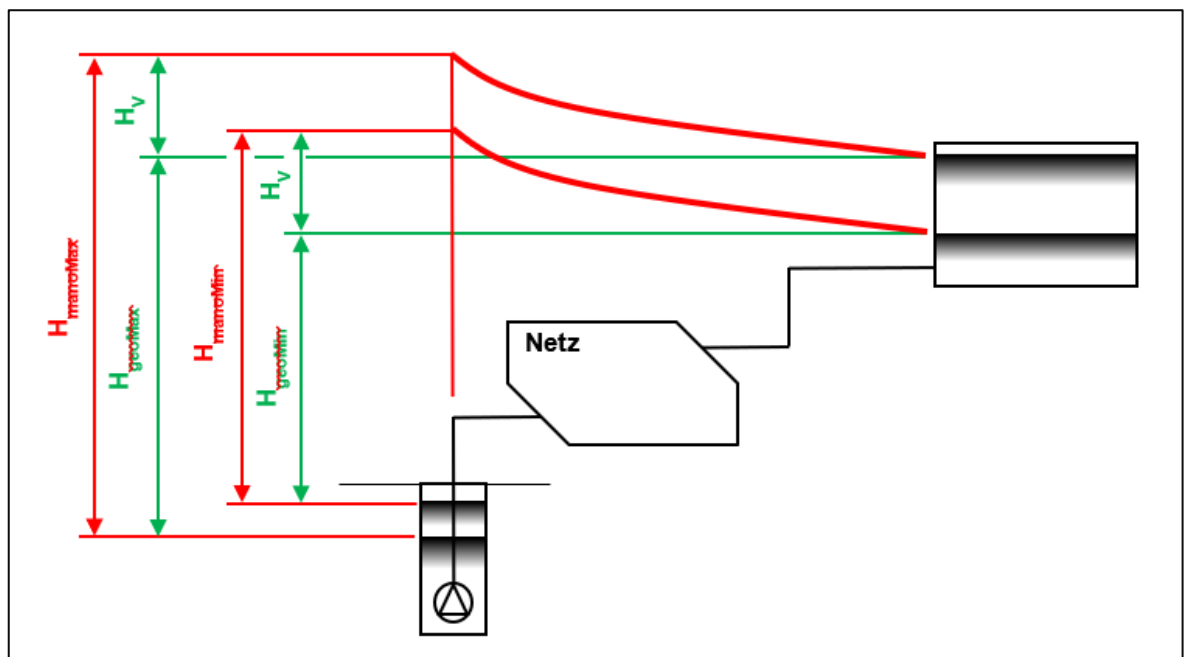 H_V
H_V
H_manoMax
H_geoMax
H_manoMin
H_geoMin
Netz